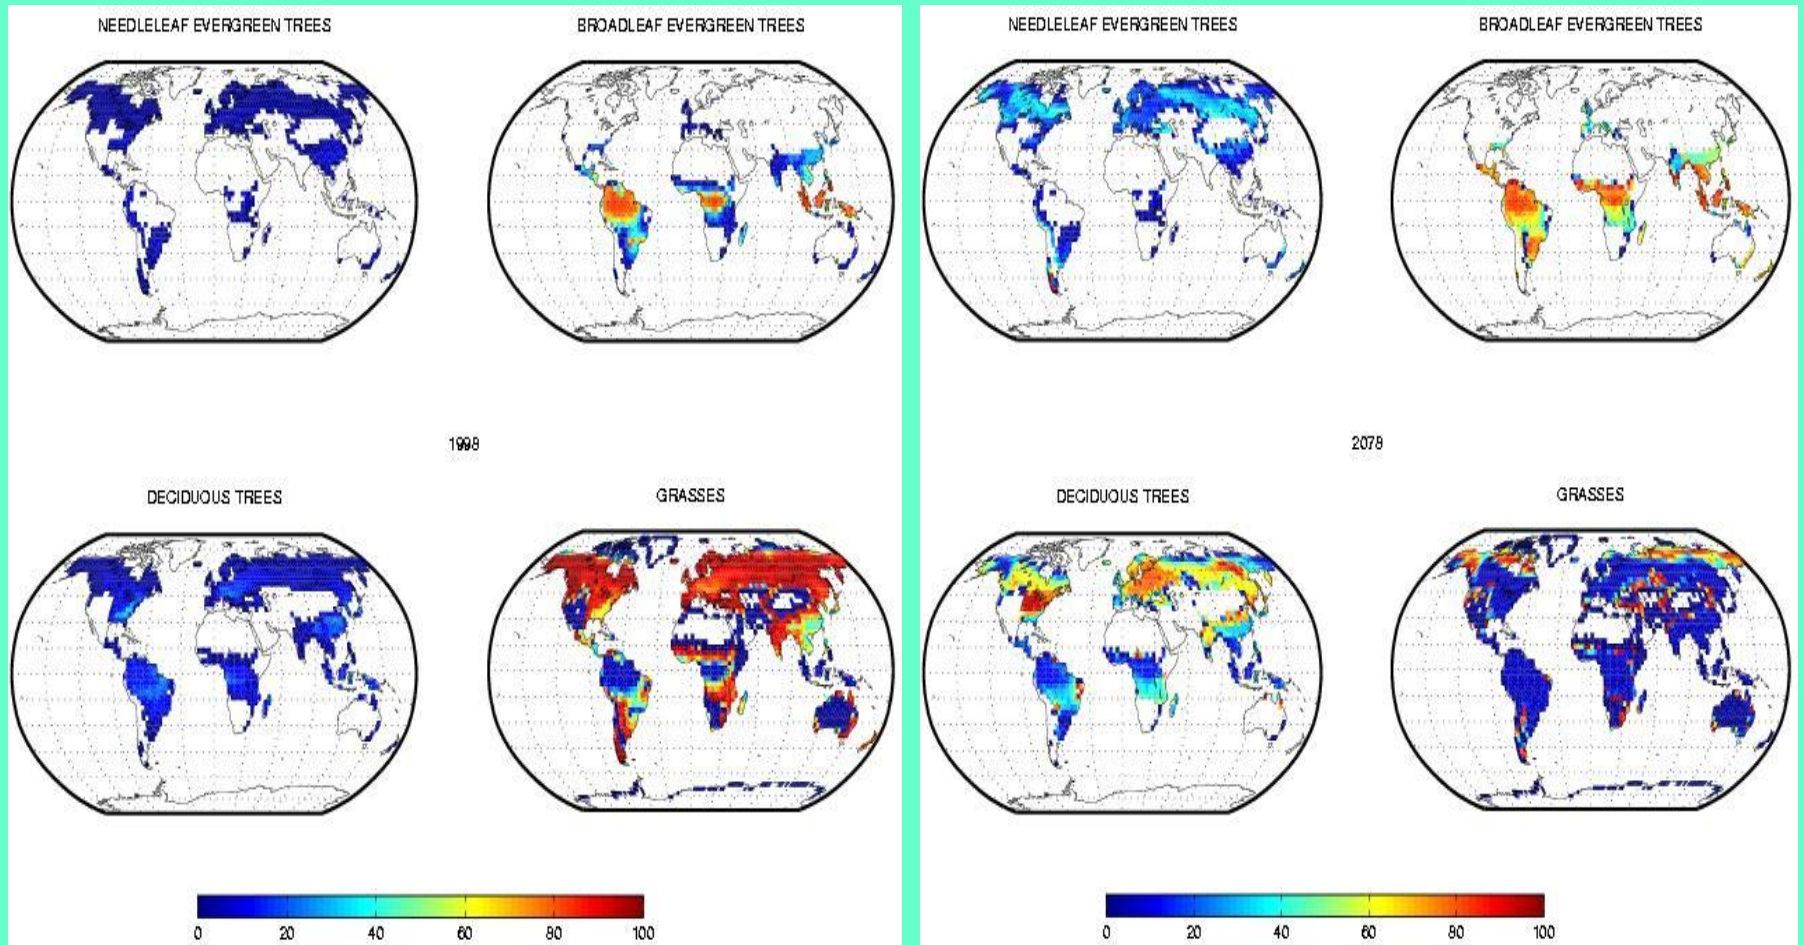 NEEDLELEAF EVERGREEN TREES
BROADLEAF EVERGREEN TREES
1998
DECIDUOUS TREES
GRASSES
0 20 40 60 80 100
NEEDLELEAF EVERGREEN TREES
BROADLEAF EVERGREEN TREES
2078
DECIDUOUS TREES
GRASSES
0 20 40 60 80 100